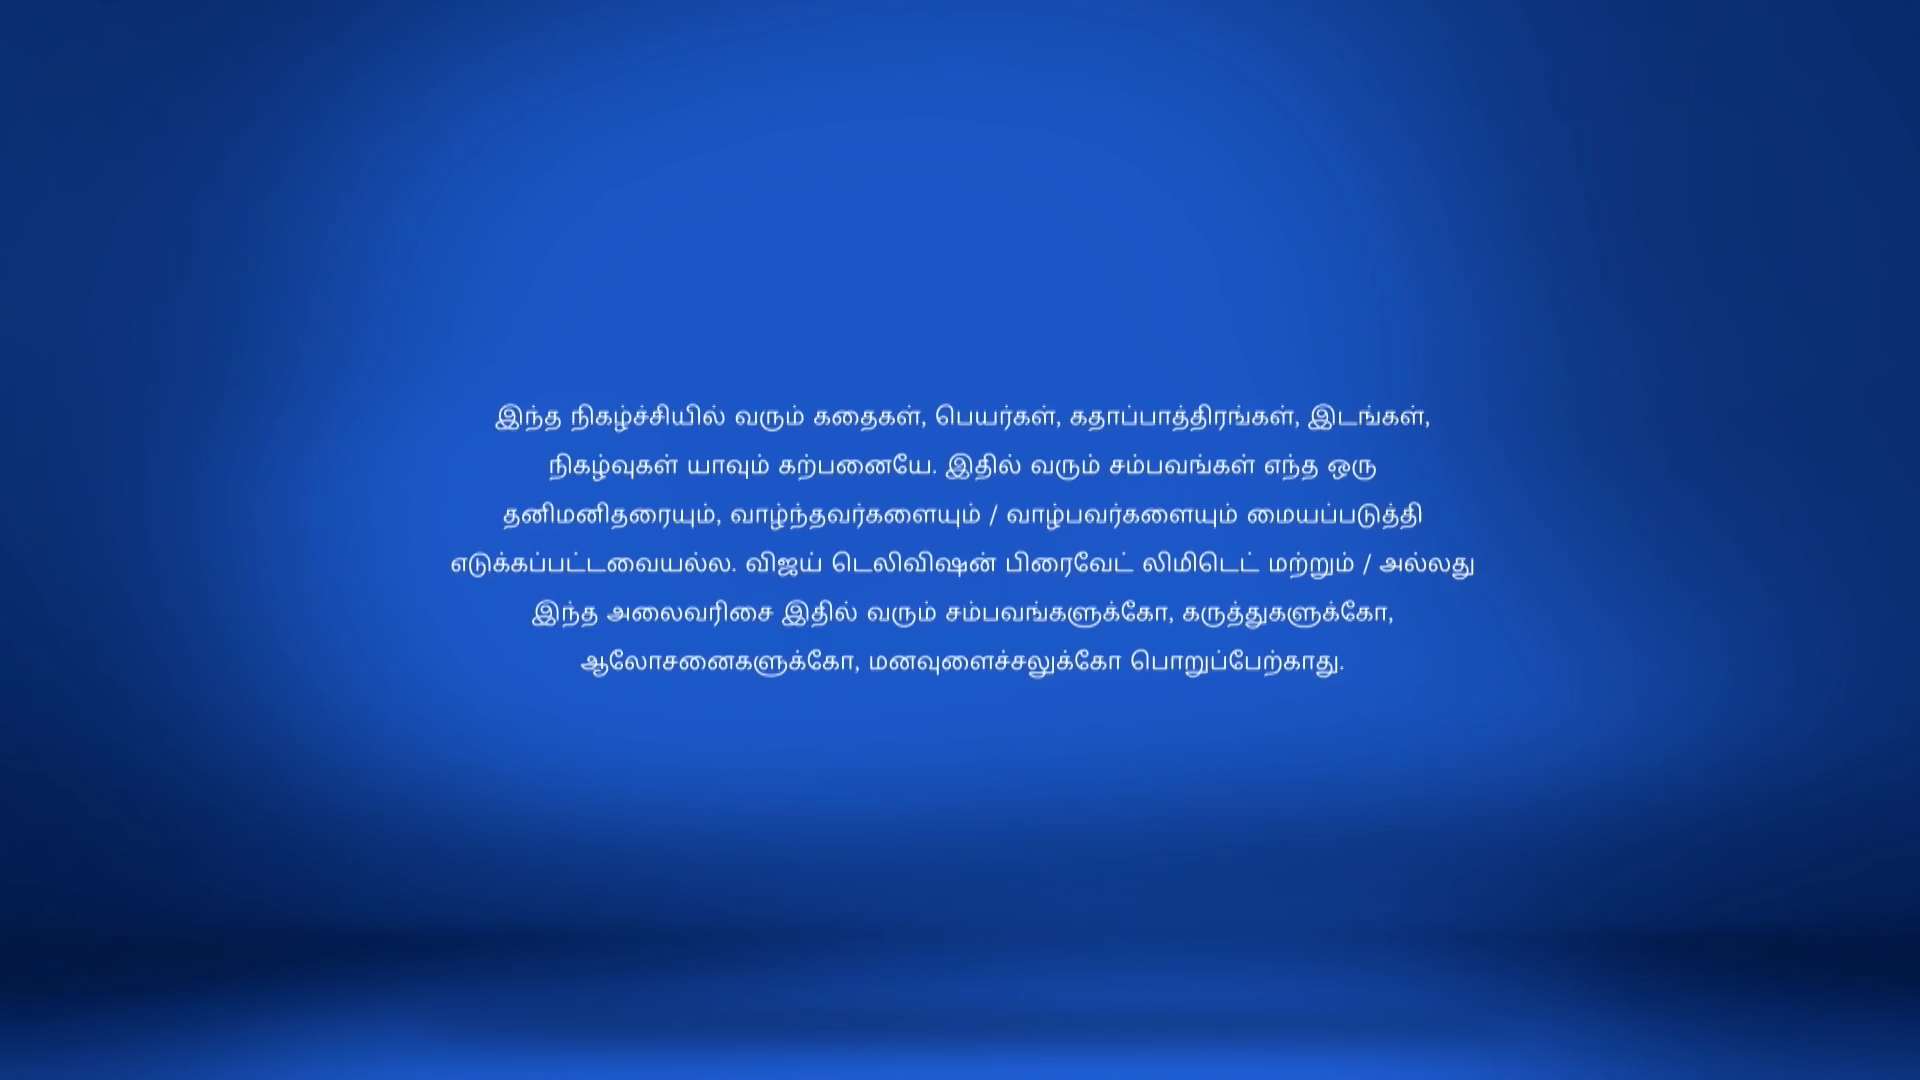 இந்த நிகழ்ச்சியில் வரும் கதைகள், பெயர்கள், கதாப்பாத்திரங்கள், இடங்கள்,
நிகழ்வுகள் யாவும் கற்பனையே. இதில் வரும் சம்பவங்கள் எந்த ஒரு
தனிமனிதரையும், வாழ்ந்தவர்களையும் / வாழ்பவர்களையும் மையப்படுத்தி
எடுக்கப்பட்டவையல்ல. விஜய் டெலிவிஷன் பிரைவேட் லிமிடெட் மற்றும் / அல்லது
இந்த அலைவரிசை இதில் வரும் சம்பவங்களுக்கோ, கருத்துகளுக்கோ,
ஆலோசனைகளுக்கோ, மனவுளைச்சலுக்கோ பொறுப்பேற்காது.